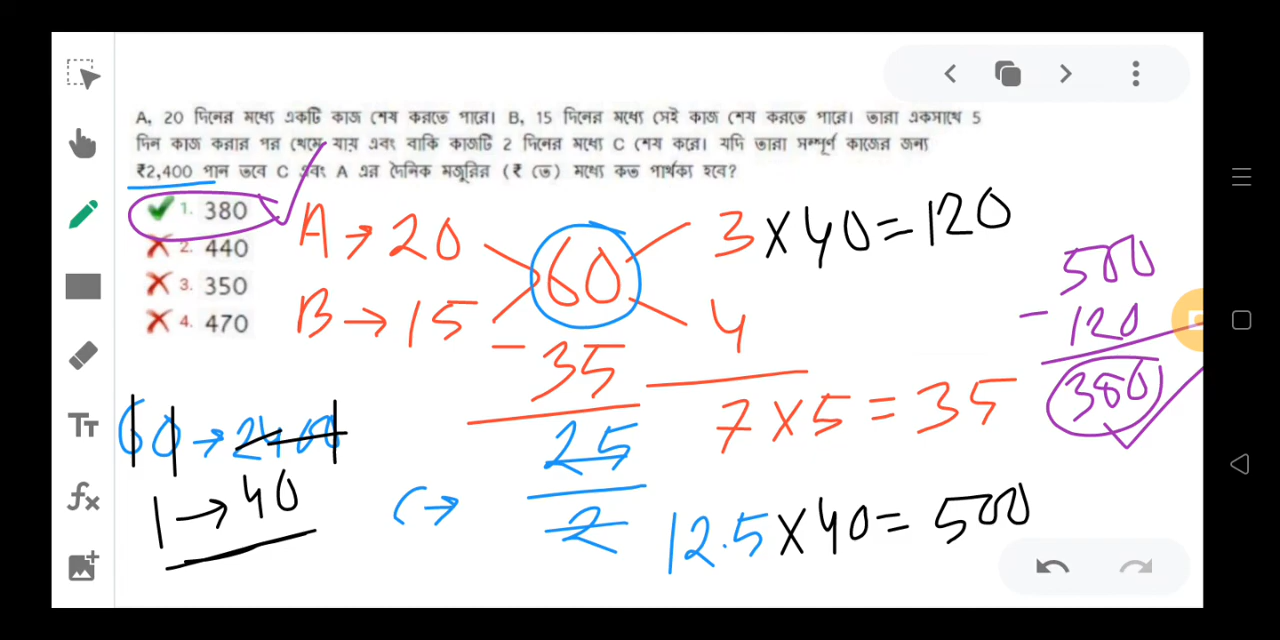 A, 20 দিনের মধ্যে একটি কাজ শেষ করতে পারে। B, 15 দিনের মধ্যে সেই কাজ শেষ করতে পারে। তারা একসাথে 5
দিন কাজ করার পর থেমে যায় এবং বাকি কাজটি 2 দিনের মধ্যে C শেষ করে। যদি তারা সম্পূর্ণ কাজের জন্য
₹2,400 পান তবে C এবং A এর দৈনিক মজুরির (₹ তে) মধ্যে কত পার্থক্য হবে?
1. 380
2. 440
3. 350
4. 470
A → 20
60
3 × 40 = 120
B → 15
4
500
- 120
380
- 35
7 × 5 = 35
25
2
60 → 2400
1 → 40
C →
12.5 × 40 = 500
Tт
fx